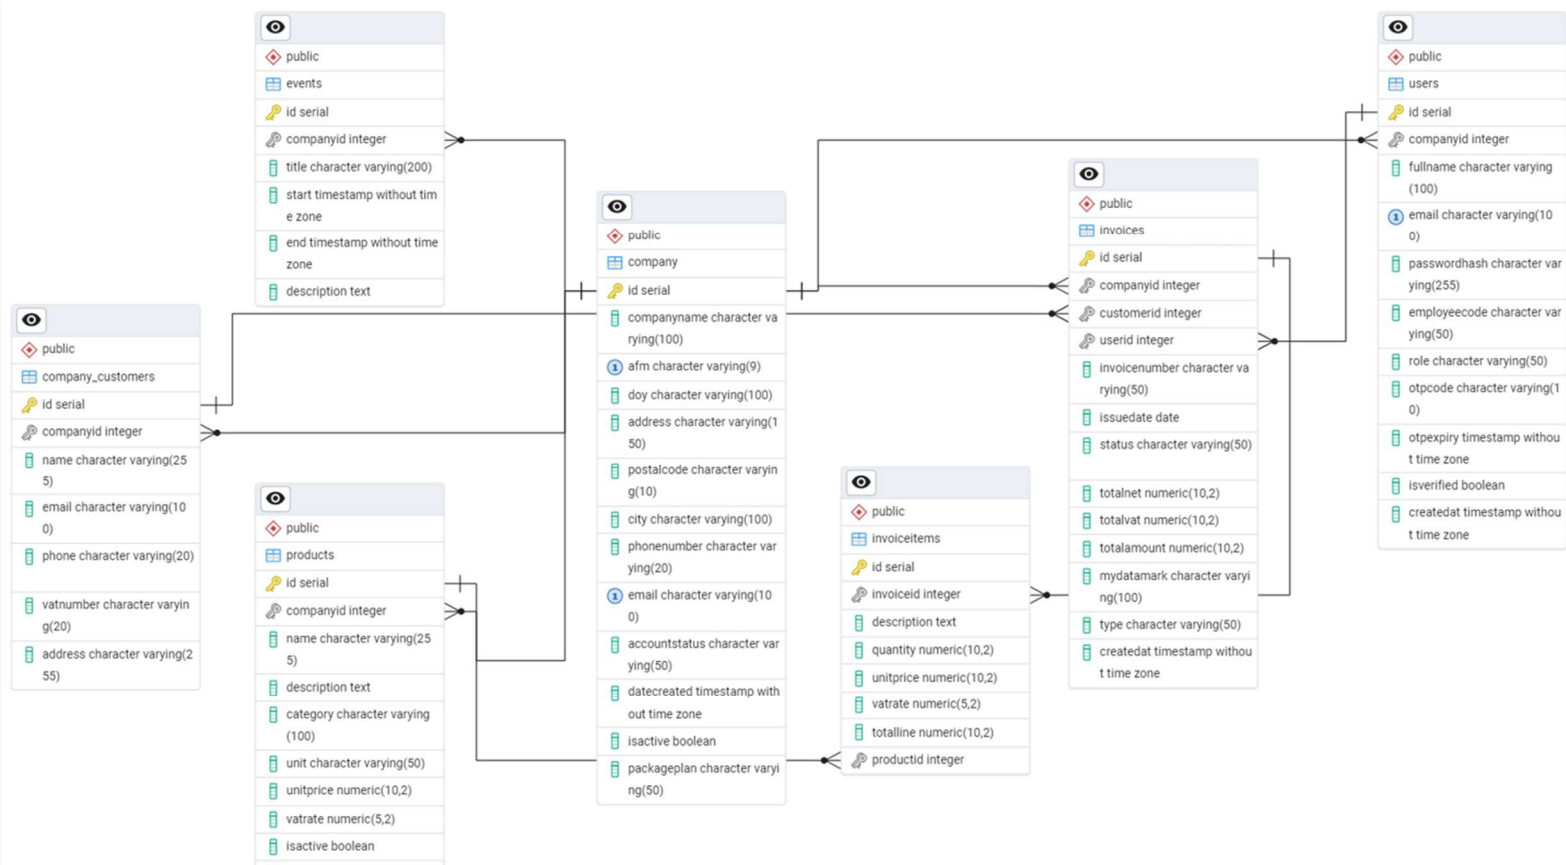 public
events
id serial
companyid integer
title character varying(200)
start timestamp without tim
e zone
end timestamp without time
zone
description text
public
company_customers
id serial
companyid integer
name character varying(25
5)
email character varying(10
0)
phone character varying(20)
vatnumber character varyin
g(20)
address character varying(2
55)
public
products
id serial
companyid integer
name character varying(25
5)
description text
category character varying
(100)
unit character varying(50)
unitprice numeric(10,2)
vatrate numeric(5,2)
isactive boolean
public
company
id serial
companyname character va
rying(100)
1
afm character varying(9)
doy character varying(100)
address character varying(1
50)
postalcode character varyin
g(10)
city character varying(100)
phonenumber character var
ying(20)
1
email character varying(10
0)
accountstatus character var
ying(50)
datecreated timestamp with
out time zone
isactive boolean
packageplan character varyi
ng(50)
public
invoiceitems
id serial
invoiceid integer
description text
quantity numeric(10,2)
unitprice numeric(10,2)
vatrate numeric(5,2)
totalline numeric(10,2)
productid integer
public
invoices
id serial
companyid integer
customerid integer
userid integer
invoicenumber character va
rying(50)
issuedate date
status character varying(50)
totalnet numeric(10,2)
totalvat numeric(10,2)
totalamount numeric(10,2)
mydatamark character varyi
ng(100)
type character varying(50)
createdat timestamp withou
t time zone
public
users
id serial
companyid integer
fullname character varying
(100)
1
email character varying(10
0)
passwordhash character var
ying(255)
employeecode character var
ying(50)
role character varying(50)
otpcode character varying(1
0)
otpexpiry timestamp withou
t time zone
isverified boolean
createdat timestamp withou
t time zone